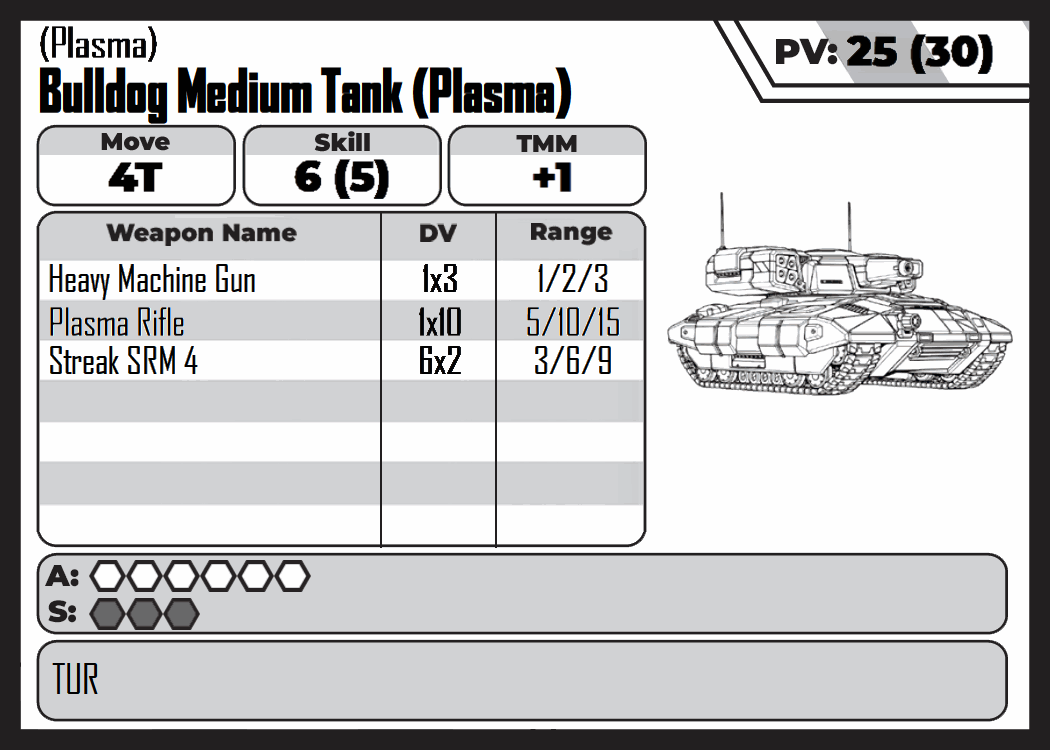 (Plasma)
PV: 25 (30)
Bulldog Medium Tank (Plasma)
Move Skill TMM
4T 6 (5) +1
Weapon Name DV Range
Heavy Machine Gun 1x3 1/2/3
Plasma Rifle 1x10 5/10/15
Streak SRM 4 6x2 3/6/9
A:
S:
TUR